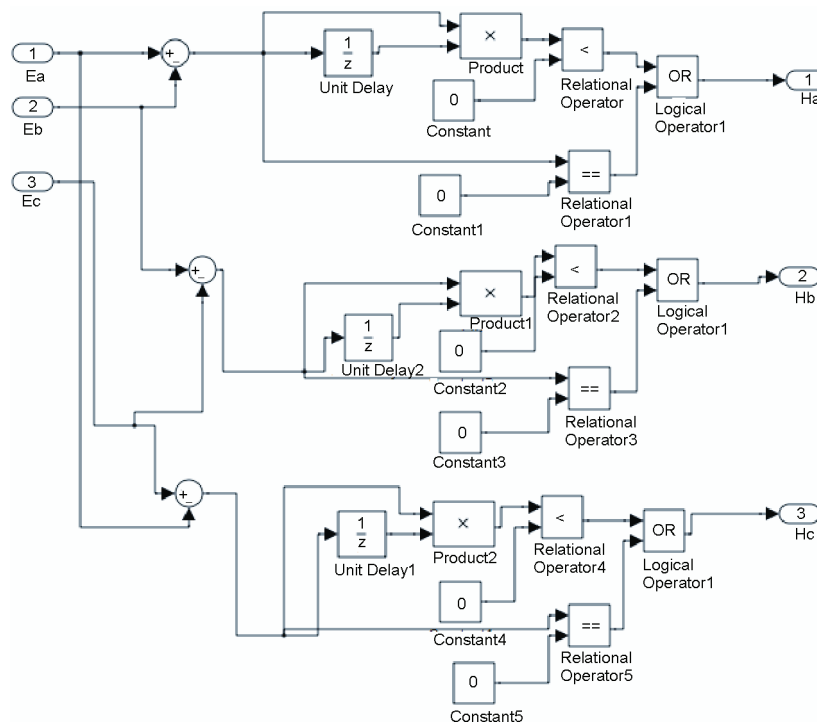 1
Ea
2
Eb
3
Ec
+
−
1
z
Unit Delay
×
Product
0
Constant
<
Relational
Operator
OR
Logical
Operator1
1
Ha
0
Constant1
==
Relational
Operator1
+
−
1
z
Unit Delay2
×
Product1
0
Constant2
<
Relational
Operator2
OR
Logical
Operator1
2
Hb
0
Constant3
==
Relational
Operator3
+
−
1
z
Unit Delay1
×
Product2
0
Constant4
<
Relational
Operator4
OR
Logical
Operator1
3
Hc
0
Constant5
==
Relational
Operator5